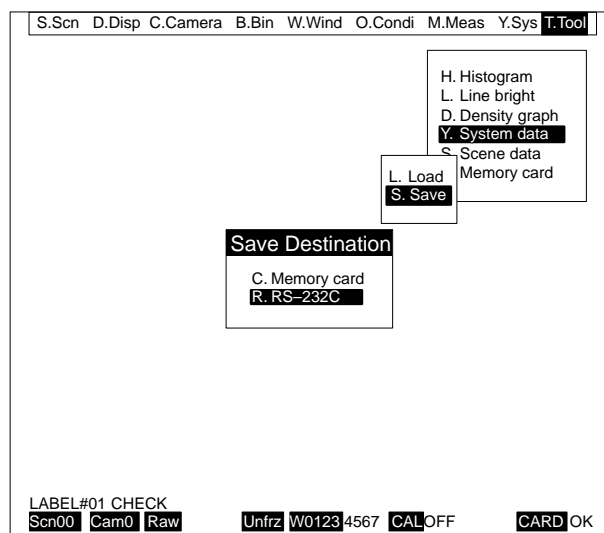 S.Scn D.Disp C.Camera B.Bin W.Wind O.Condi M.Meas Y.Sys T.Tool
H. Histogram
L. Line bright
D. Density graph
Y. System data
S. Scene data
Memory card
L. Load
S. Save
Save Destination
C. Memory card
R. RS–232C
LABEL#01 CHECK
Scn00 Cam0 Raw Unfrz W0123 4567 CAL OFF CARD OK